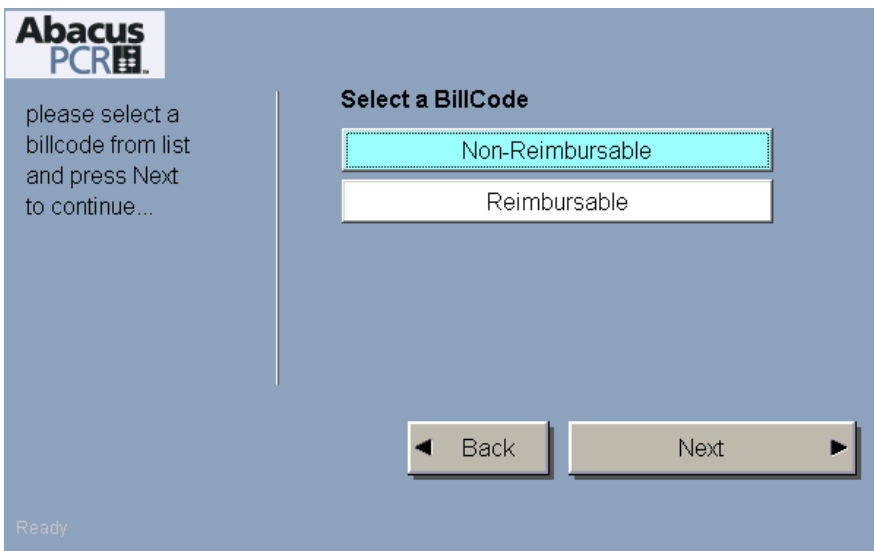 Abacus
PCR
please select a
billcode from list
and press Next
to continue...
Select a BillCode
Non-Reimbursable
Reimbursable
Back
Next
Ready